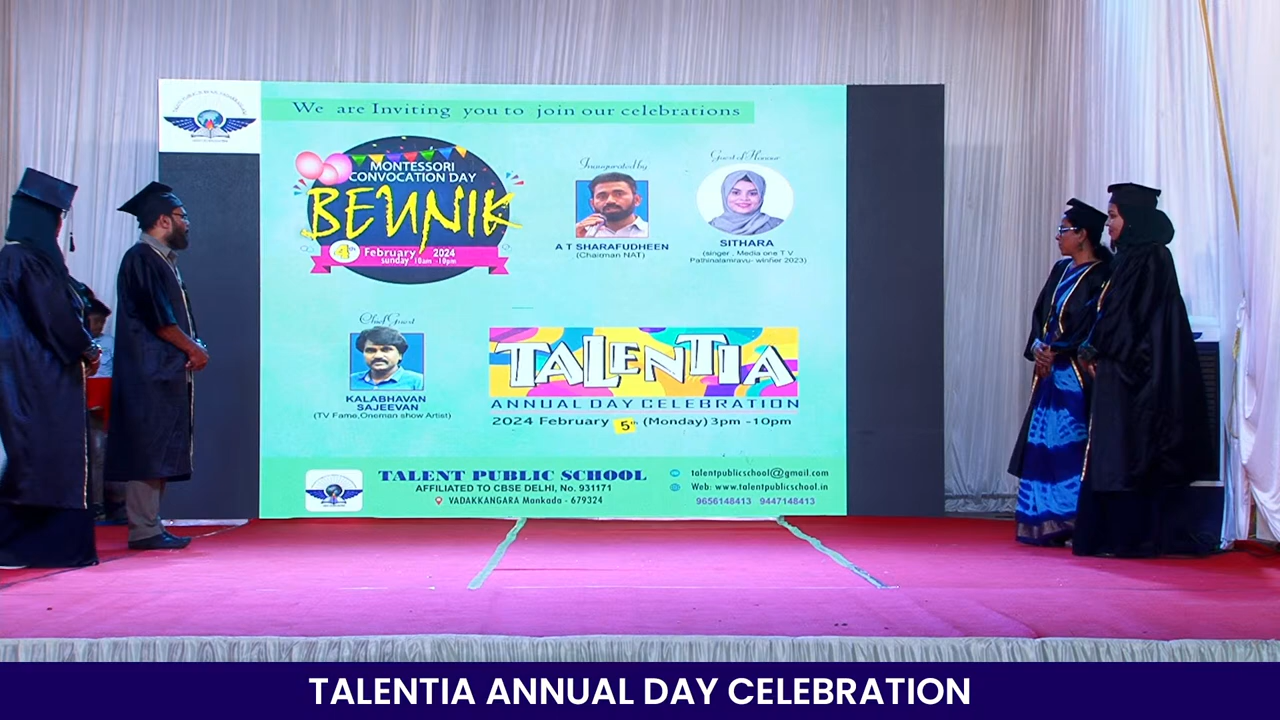 We are Inviting you to join our celebrations
MONTESSORI
CONVOCATION DAY
BEUNIK
4th February 2024
sunday 10am -10pm
Inaugurated by
A T SHARAFUDHEEN
(Chairman NAT)
Guest of Honour
SITHARA
(singer , Media one T V
Pathinalamravu- winner 2023)
Chief Guest
KALABHAVAN
SAJEEVAN
(TV Fame,Oneman show Artist)
TALENTIA
ANNUAL DAY CELEBRATION
2024 February 5th (Monday) 3pm -10pm
TALENT PUBLIC SCHOOL
AFFILIATED TO CBSE DELHI, No. 931171
VADAKKANGARA Mankada - 679324
talentpublicschool@gmail.com
Web: www.talentpublicschool.in
9656148413 9447148413
TALENTIA ANNUAL DAY CELEBRATION